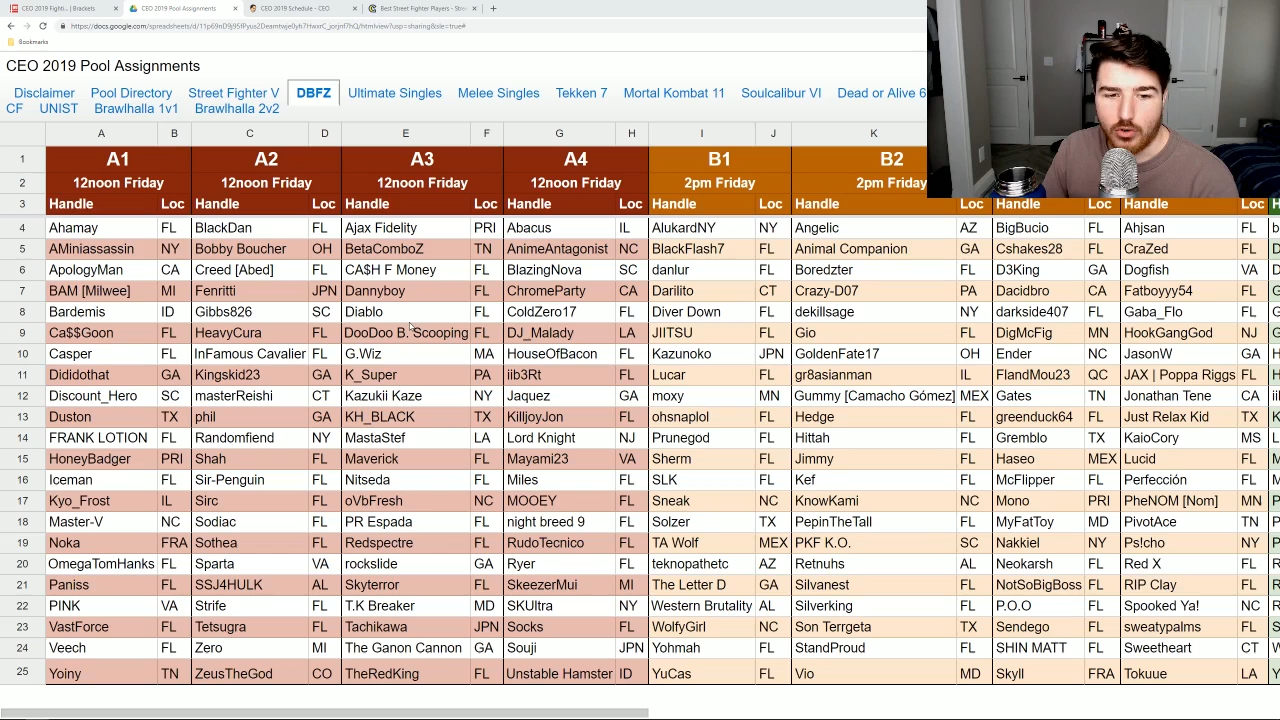 CEO 2019 Fighti... | Brackets
CEO 2019 Pool Assignments
CEO 2019 Schedule - CEO
Best Street Fighter Players - Stre
Bookmarks
CEO 2019 Pool Assignments
Disclaimer Pool Directory Street Fighter V DBFZ Ultimate Singles Melee Singles Tekken 7 Mortal Kombat 11 Soulcalibur VI Dead or Alive 6
CF UNIST Brawlhalla 1v1 Brawlhalla 2v2
A B C D E F G H I J K
1 A1 A2 A3 A4 B1 B2
2 12noon Friday 12noon Friday 12noon Friday 12noon Friday 2pm Friday 2pm Friday
3 Handle Loc Handle Loc Handle Loc Handle Loc Handle Loc Handle Loc Handle Loc Handle Loc H
4 Ahamay FL BlackDan FL Ajax Fidelity PRI Abacus IL AlukardNY NY Angelic AZ BigBucio FL Ahjsan FL b
5 AMiniassassin NY Bobby Boucher OH BetaComboZ TN AnimeAntagonist NC BlackFlash7 FL Animal Companion GA Cshakes28 FL CraZed FL
6 ApologyMan CA Creed [Abed] FL CA$H F Money FL BlazingNova SC danlur FL Boredzter FL D3King GA Dogfish VA
7 BAM [Milwee] MI Fenritti JPN Dannyboy FL ChromeParty CA Darilito CT Crazy-D07 PA Dacidbro CA Fatboyyy54 FL
8 Bardemis ID Gibbs826 SC Diablo FL ColdZero17 FL Diver Down FL dekillsage NY darkside407 FL Gaba_Flo FL
9 Ca$$Goon FL HeavyCura FL DooDoo B. Scooping FL DJ_Malady LA JIITSU FL Gio FL DigMcFig MN HookGangGod NJ
10 Casper FL InFamous Cavalier FL G.Wiz MA HouseOfBacon FL Kazunoko JPN GoldenFate17 OH Ender NC JasonW GA
11 Dididothat GA Kingskid23 GA K_Super PA iib3Rt FL Lucar FL gr8asianman IL FlandMou23 QC JAX | Poppa Riggs FL
12 Discount_Hero SC masterReishi CT Kazukii Kaze NY Jaquez GA moxy MN Gummy [Camacho Gómez] MEX Gates TN Jonathan Tene CA
13 Duston TX phil GA KH_BLACK TX KilljoyJon FL ohsnaplol FL Hedge FL greenduck64 FL Just Relax Kid TX
14 FRANK LOTION FL Randomfiend NY MastaStef LA Lord Knight NJ Prunegod FL Hittah FL Gremblo TX KaioCory MS
15 HoneyBadger PRI Shah FL Maverick FL Mayami23 VA Sherm FL Jimmy FL Haseo MEX Lucid FL
16 Iceman FL Sir-Penguin FL Nitseda FL Miles FL SLK FL Kef FL McFlipper FL Perfección FL
17 Kyo_Frost IL Sirc FL oVbFresh NC MOOEY FL Sneak NC KnowKami NC Mono PRI PheNOM [Nom] MN
18 Master-V NC Sodiac FL PR Espada FL night breed 9 FL Solzer TX PepinTheTall FL MyFatToy MD PivotAce TN
19 Noka FRA Sothea FL Redspectre FL RudoTecnico FL TA Wolf MEX PKF K.O. SC Nakkiel NY Ps!cho NY
20 OmegaTomHanks FL Sparta VA rockslide GA Ryer FL teknopathetc AZ Retnuhs AL Neokarsh FL Red X FL
21 Paniss FL SSJ4HULK AL Skyterror FL SkeezerMui MI The Letter D GA Silvanest FL NotSoBigBoss FL RIP Clay FL
22 PINK VA Strife FL T.K Breaker MD SKUltra NY Western Brutality AL Silverking FL P.O.O FL Spooked Ya! NC
23 VastForce FL Tetsugra FL Tachikawa JPN Socks FL WolfyGirl NC Son Terrgeta TX Sendego FL sweatypalms FL
24 Veech FL Zero MI The Ganon Cannon GA Souji JPN Yohmah FL StandProud FL SHIN MATT FL Sweetheart CT
25 Yoiny TN ZeusTheGod CO TheRedKing FL Unstable Hamster ID YuCas FL Vio MD Skyll FRA Tokuue LA